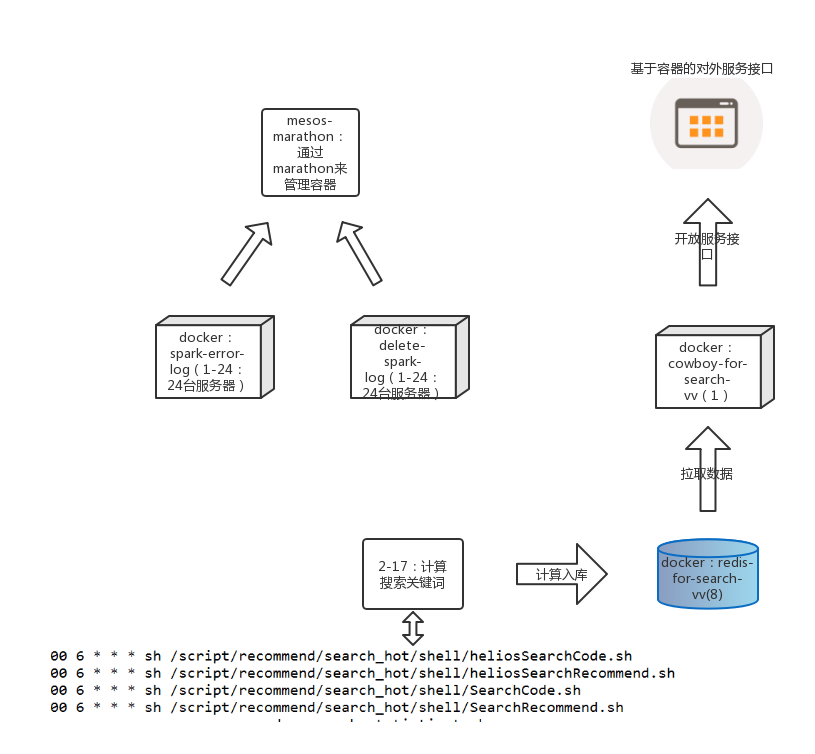 基于容器的对外服务接口
mesos-
marathon：
通过
marathon来
管理容器
开放服务接
口
docker：
spark-error-
log（1-24：
24台服务器）
docker：
delete-
spark-
log（1-24：
24台服务器）
docker：
cowboy-for-
search-
vv（1）
拉取数据
2-17：计算
搜索关键词
计算入库
docker：redis-
for-search-
vv(8)
00 6 * * * sh /script/recommend/search_hot/shell/heliosSearchCode.sh
00 6 * * * sh /script/recommend/search_hot/shell/heliosSearchRecommend.sh
00 6 * * * sh /script/recommend/search_hot/shell/SearchCode.sh
00 6 * * * sh /script/recommend/search_hot/shell/SearchRecommend.sh